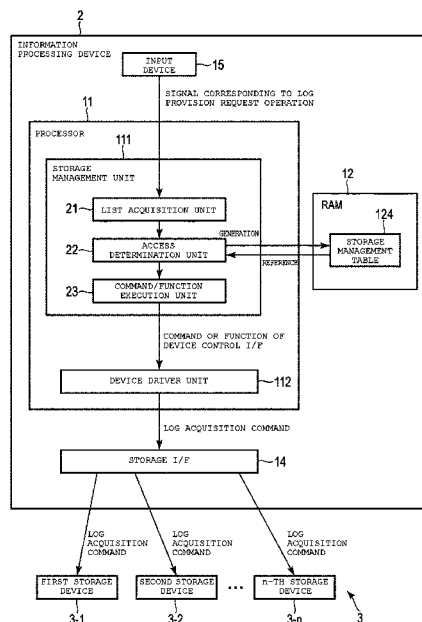 2
INFORMATION
PROCESSING DEVICE
INPUT
DEVICE
15
SIGNAL CORRESPONDING TO LOG
PROVISION REQUEST OPERATION
11
PROCESSOR
111
STORAGE
MANAGEMENT UNIT
12
RAM
21
LIST ACQUISITION UNIT
124
GENERATION
22
ACCESS
DETERMINATION UNIT
STORAGE
MANAGEMENT
TABLE
REFERENCE
23
COMMAND/FUNCTION
EXECUTION UNIT
COMMAND OR FUNCTION OF
DEVICE CONTROL I/F
DEVICE DRIVER UNIT
112
LOG ACQUISITION COMMAND
STORAGE I/F
14
LOG
ACQUISITION
COMMAND
LOG
ACQUISITION
COMMAND
LOG
ACQUISITION
COMMAND
FIRST STORAGE
DEVICE
SECOND STORAGE
DEVICE
...
n-TH STORAGE
DEVICE
3-1
3-2
3-n
3